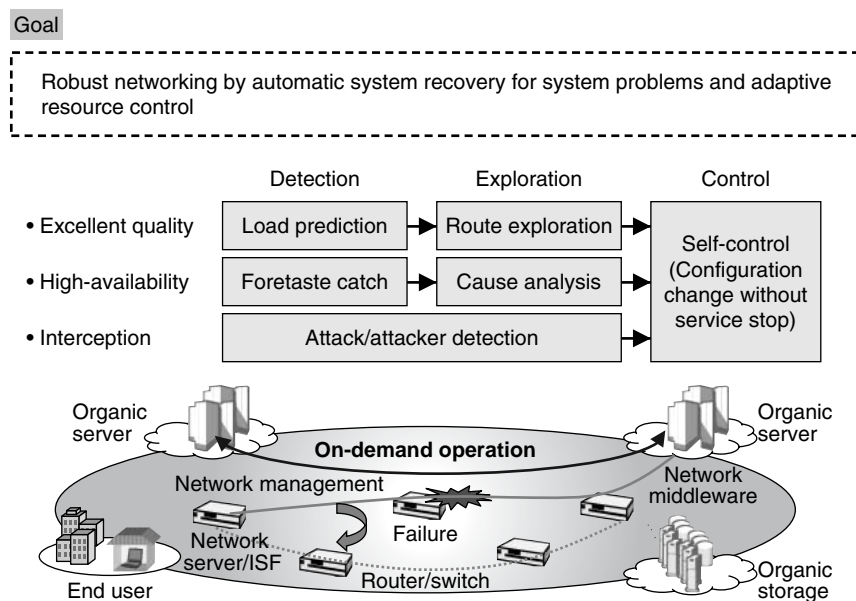 Goal
Robust networking by automatic system recovery for system problems and adaptive
resource control
Detection
Exploration
Control
• Excellent quality
Load prediction
Route exploration
Self-control
(Configuration
change without
service stop)
• High-availability
Foretaste catch
Cause analysis
• Interception
Attack/attacker detection
Organic
server
On-demand operation
Organic
server
Network management
Network
middleware
Failure
Network
server/ISF
Router/switch
End user
Organic
storage